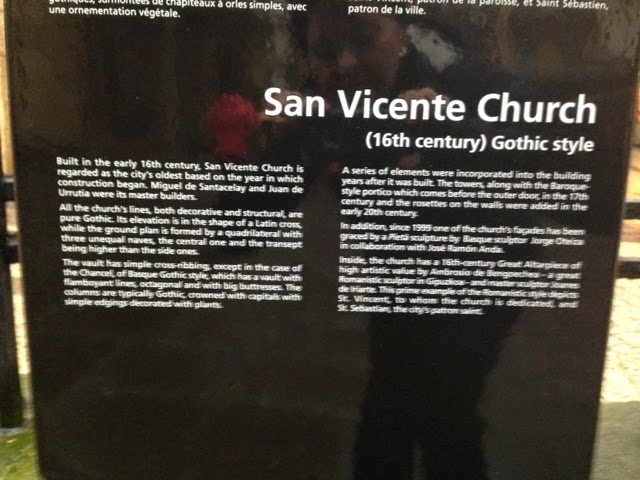 gothiques, surmontées de chapiteaux à orles simples, avec
une ornementation végétale.
patron de la paroisse, et Saint Sébastien,
patron de la ville.
San Vicente Church
(16th century) Gothic style
Built in the early 16th century, San Vicente Church is
regarded as the city's oldest based on the year in which
construction began. Miguel de Santacelay and Juan de
Urrutia were its master builders.
All the church's lines, both decorative and structural, are
pure Gothic. Its elevation is in the shape of a Latin cross,
while the ground plan is formed by a quadrilateral with
three unequal naves, the central one and the transept
being higher than the side ones.
The vault has simple cross-ribbing, except in the case of
the Chancel, of Basque Gothic style, which has a vault with
flamboyant lines, octagonal and with big buttresses. The
columns are typically Gothic, crowned with capitals with
simple edgings decorated with plants.
A series of elements were incorporated into the building
years after it was built. The towers, along with the Baroque-
style portico which comes before the outer door, in the 17th
century and the rosettes on the walls were added in the
early 20th century.
In addition, since 1999 one of the church's façades has been
graced by a Pietá sculpture by Basque sculptor Jorge Oteiza
in collaboration with José Ramón Anda.
Inside, the church has a 16th-century Great Altarpiece of
high artistic value by Ambrosio de Bengoechea - a great
Romanistic sculptor in Gipuzkoa - and master sculptor Joanes
de Iriarte. This prime example of the Romanistic style depicts
St. Vincent, to whom the church is dedicated, and
St. Sebastian, the city's patron saint.